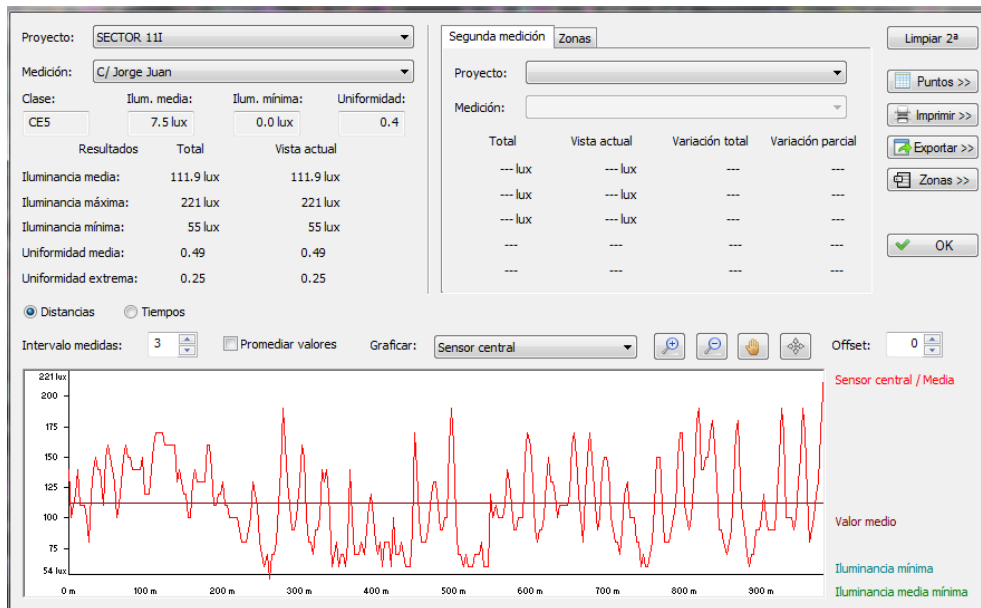 Proyecto: SECTOR 11I
Medición: C/ Jorge Juan
Clase: Ilum. media: Ilum. mínima: Uniformidad:
CE5 7.5 lux 0.0 lux 0.4
Resultados Total Vista actual
Iluminancia media: 111.9 lux 111.9 lux
Iluminancia máxima: 221 lux 221 lux
Iluminancia mínima: 55 lux 55 lux
Uniformidad media: 0.49 0.49
Uniformidad extrema: 0.25 0.25
Segunda medición Zonas
Proyecto:
Medición:
Total Vista actual Variación total Variación parcial
--- lux --- lux --- ---
--- lux --- lux --- ---
--- lux --- lux --- ---
--- --- --- ---
--- --- --- ---
Limpiar 2ª
Puntos >>
Imprimir >>
Exportar >>
Zonas >>
OK
Distancias Tiempos
Intervalo medidas: 3 Promediar valores Graficar: Sensor central Offset: 0
221 lux
200
175
150
125
100
75
54 lux
0 m 100 m 200 m 300 m 400 m 500 m 600 m 700 m 800 m 900 m
Sensor central / Media
Valor medio
Iluminancia mínima
Iluminancia media mínima